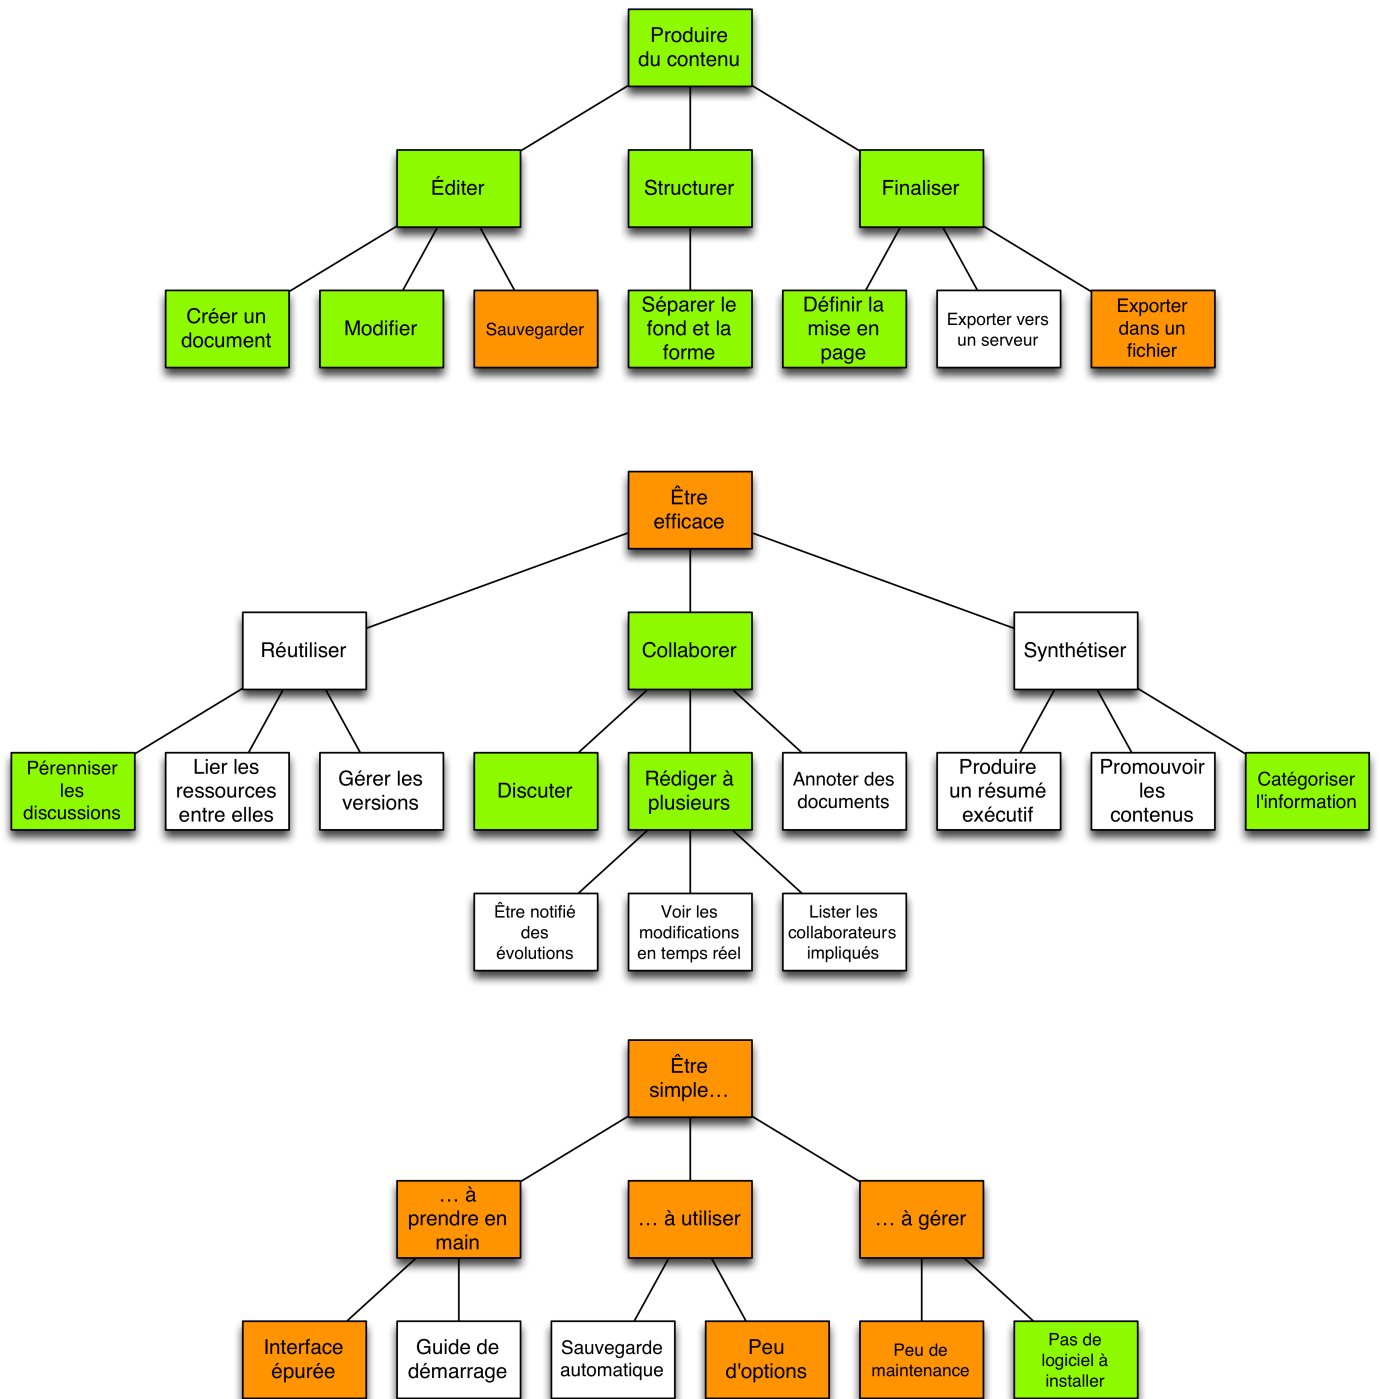 Produire
du contenu
Éditer
Structurer
Finaliser
Créer un
document
Modifier
Sauvegarder
Séparer le
fond et la
forme
Définir la
mise en
page
Exporter vers
un serveur
Exporter
dans un
fichier
Être
efficace
Réutiliser
Collaborer
Synthétiser
Pérenniser
les
discussions
Lier les
ressources
entre elles
Gérer les
versions
Discuter
Rédiger à
plusieurs
Annoter des
documents
Produire
un résumé
exécutif
Promouvoir
les
contenus
Catégoriser
l'information
Être notifié
des
évolutions
Voir les
modifications
en temps réel
Lister les
collaborateurs
impliqués
Être
simple…
… à
prendre en
main
… à utiliser
… à gérer
Interface
épurée
Guide de
démarrage
Sauvegarde
automatique
Peu
d'options
Peu de
maintenance
Pas de
logiciel à
installer